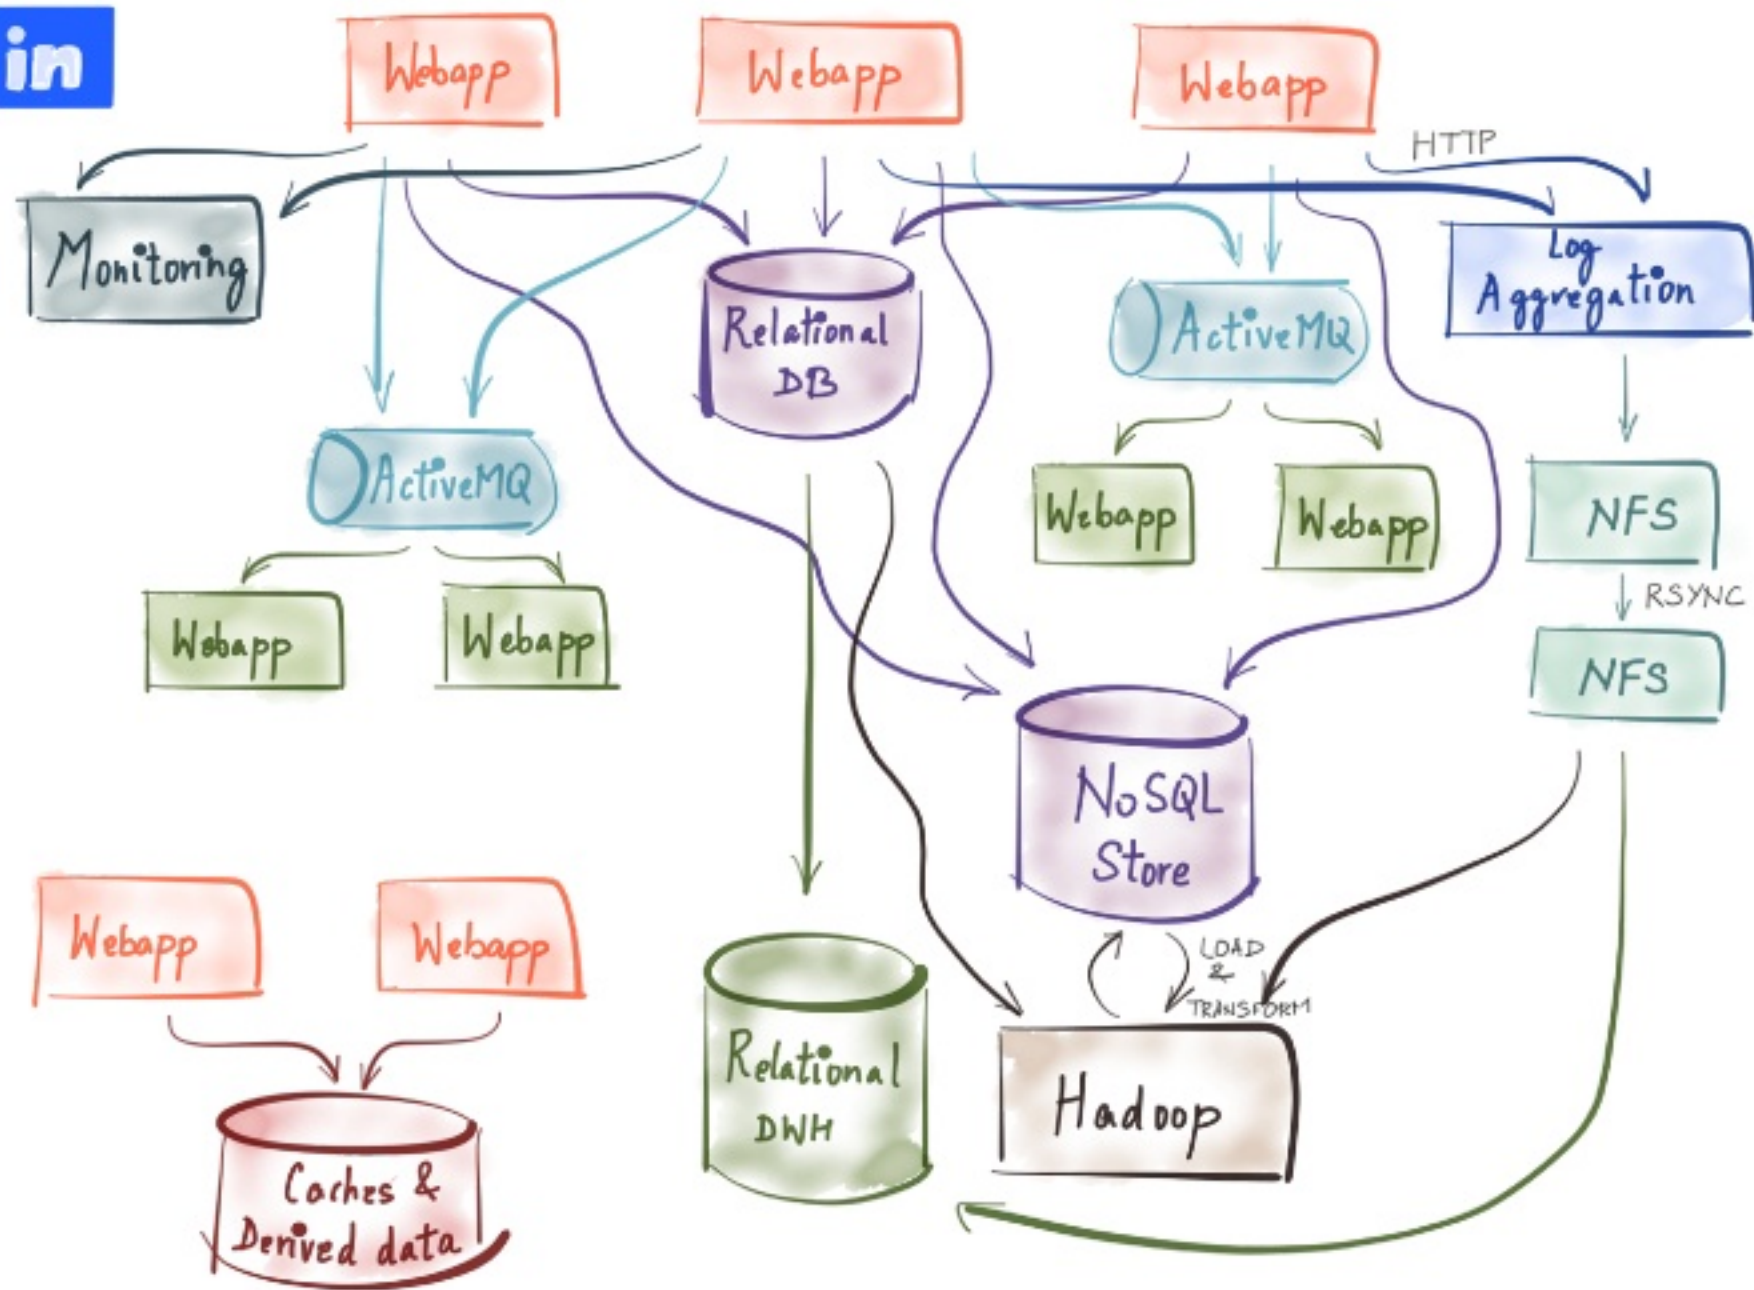 in
Webapp
Webapp
Webapp
HTTP
Monitoring
Relational
DB
ActiveMQ
Log
Aggregation
ActiveMQ
Webapp
Webapp
NFS
RSYNC
Webapp
Webapp
NFS
NoSQL
Store
Webapp
Webapp
LOAD
&
TRANSFORM
Relational
DWH
Hadoop
Caches &
Derived data